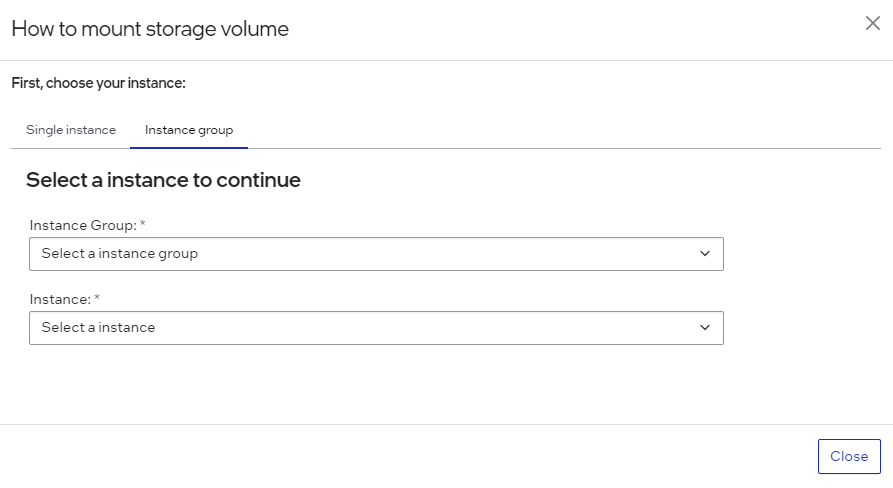 How to mount storage volume
First, choose your instance:
Single instance
Instance group
Select a instance to continue
Instance Group: *
Select a instance group
Instance: *
Select a instance
Close